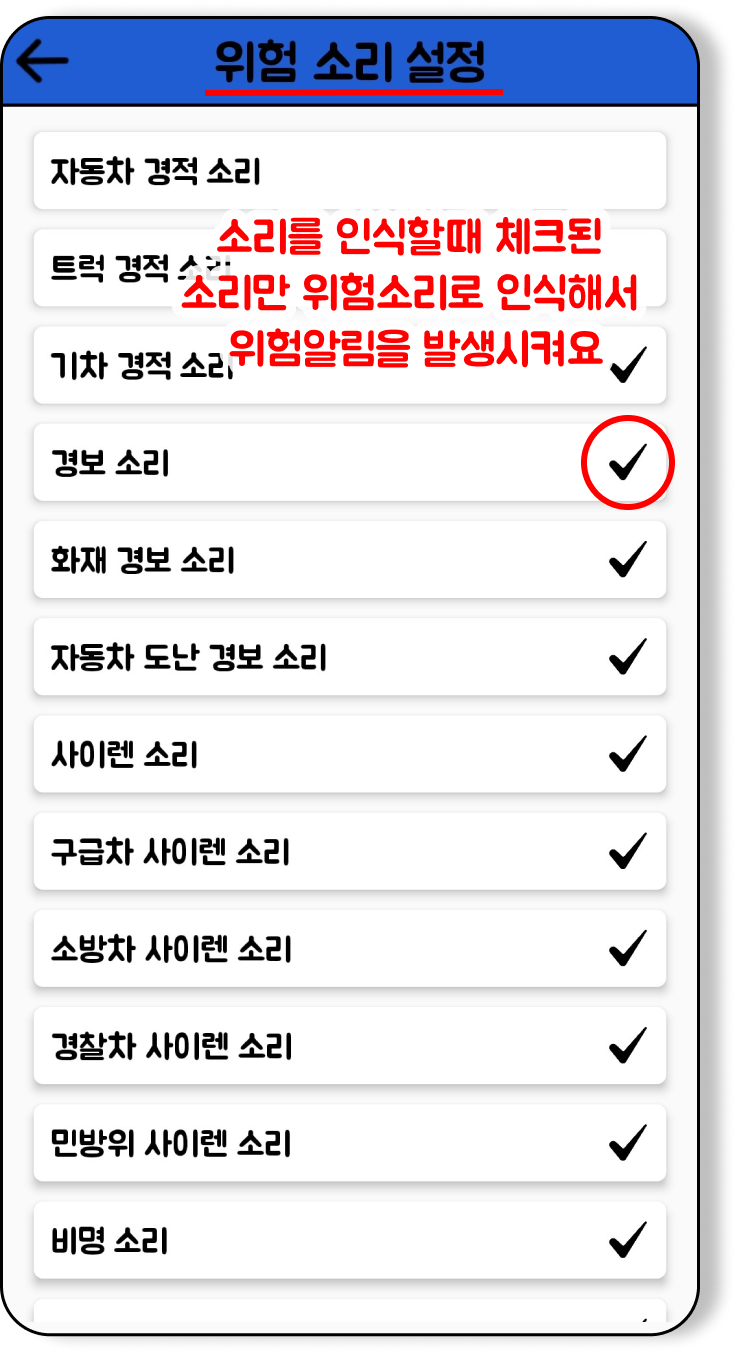 위험 소리 설정
자동차 경적 소리
소리를 인식할때 체크된
트럭 경적 소리
소리만 위험소리로 인식해서
위험알림을 발생시켜요
기차 경적 소리
경보 소리
화재 경보 소리
자동차 도난 경보 소리
사이렌 소리
구급차 사이렌 소리
소방차 사이렌 소리
경찰차 사이렌 소리
민방위 사이렌 소리
비명 소리